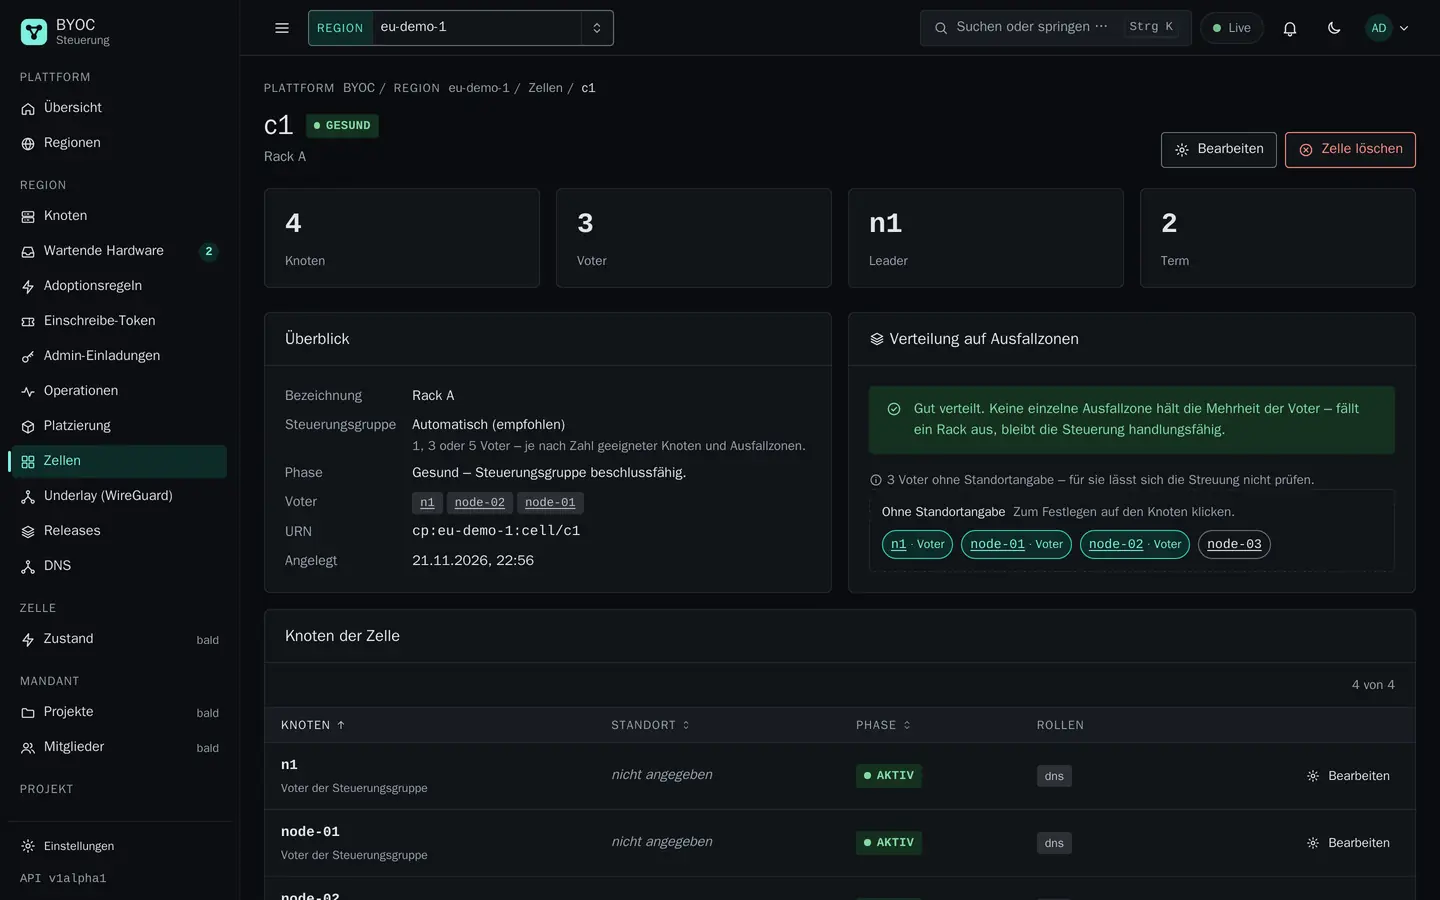 BYOC
Steuerung
PLATTFORM
Übersicht
Regionen
REGION
Knoten
Wartende Hardware 2
Adoptionsregeln
Einschreibe-Token
Admin-Einladungen
Operationen
Platzierung
Zellen
Underlay (WireGuard)
Releases
DNS
ZELLE
Zustand bald
MANDANT
Projekte bald
Mitglieder bald
PROJEKT
Einstellungen
API v1alpha1
REGION eu-demo-1
Suchen oder springen ··· Strg K
Live
AD
PLATTFORM BYOC / REGION eu-demo-1 / Zellen / c1
c1 GESUND
Rack A
Bearbeiten
Zelle löschen
4
Knoten
3
Voter
n1
Leader
2
Term
Überblick
Bezeichnung Rack A
Steuerungsgruppe Automatisch (empfohlen)
1, 3 oder 5 Voter – je nach Zahl geeigneter Knoten und Ausfallzonen.
Phase Gesund – Steuerungsgruppe beschlussfähig.
Voter n1 node-02 node-01
URN cp:eu-demo-1:cell/c1
Angelegt 21.11.2026, 22:56
Verteilung auf Ausfallzonen
Gut verteilt. Keine einzelne Ausfallzone hält die Mehrheit der Voter – fällt
ein Rack aus, bleibt die Steuerung handlungsfähig.
3 Voter ohne Standortangabe – für sie lässt sich die Streuung nicht prüfen.
Ohne Standortangabe Zum Festlegen auf den Knoten klicken.
n1 · Voter node-01 · Voter node-02 · Voter node-03
Knoten der Zelle
4 von 4
KNOTEN ↑ STANDORT PHASE ROLLEN
n1
Voter der Steuerungsgruppe
nicht angegeben AKTIV dns Bearbeiten
node-01
Voter der Steuerungsgruppe
nicht angegeben AKTIV dns Bearbeiten
node-02